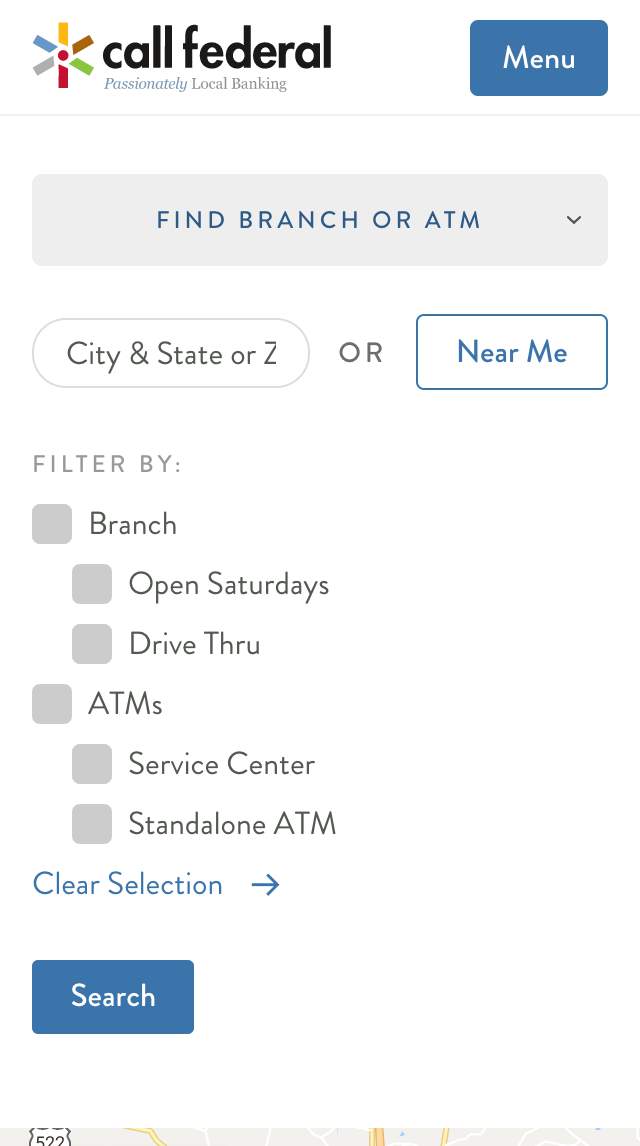 call federal
Passionately Local Banking
Menu
FIND BRANCH OR ATM
City & State or Z
OR
Near Me
FILTER BY:
Branch
Open Saturdays
Drive Thru
ATMs
Service Center
Standalone ATM
Clear Selection
Search
522